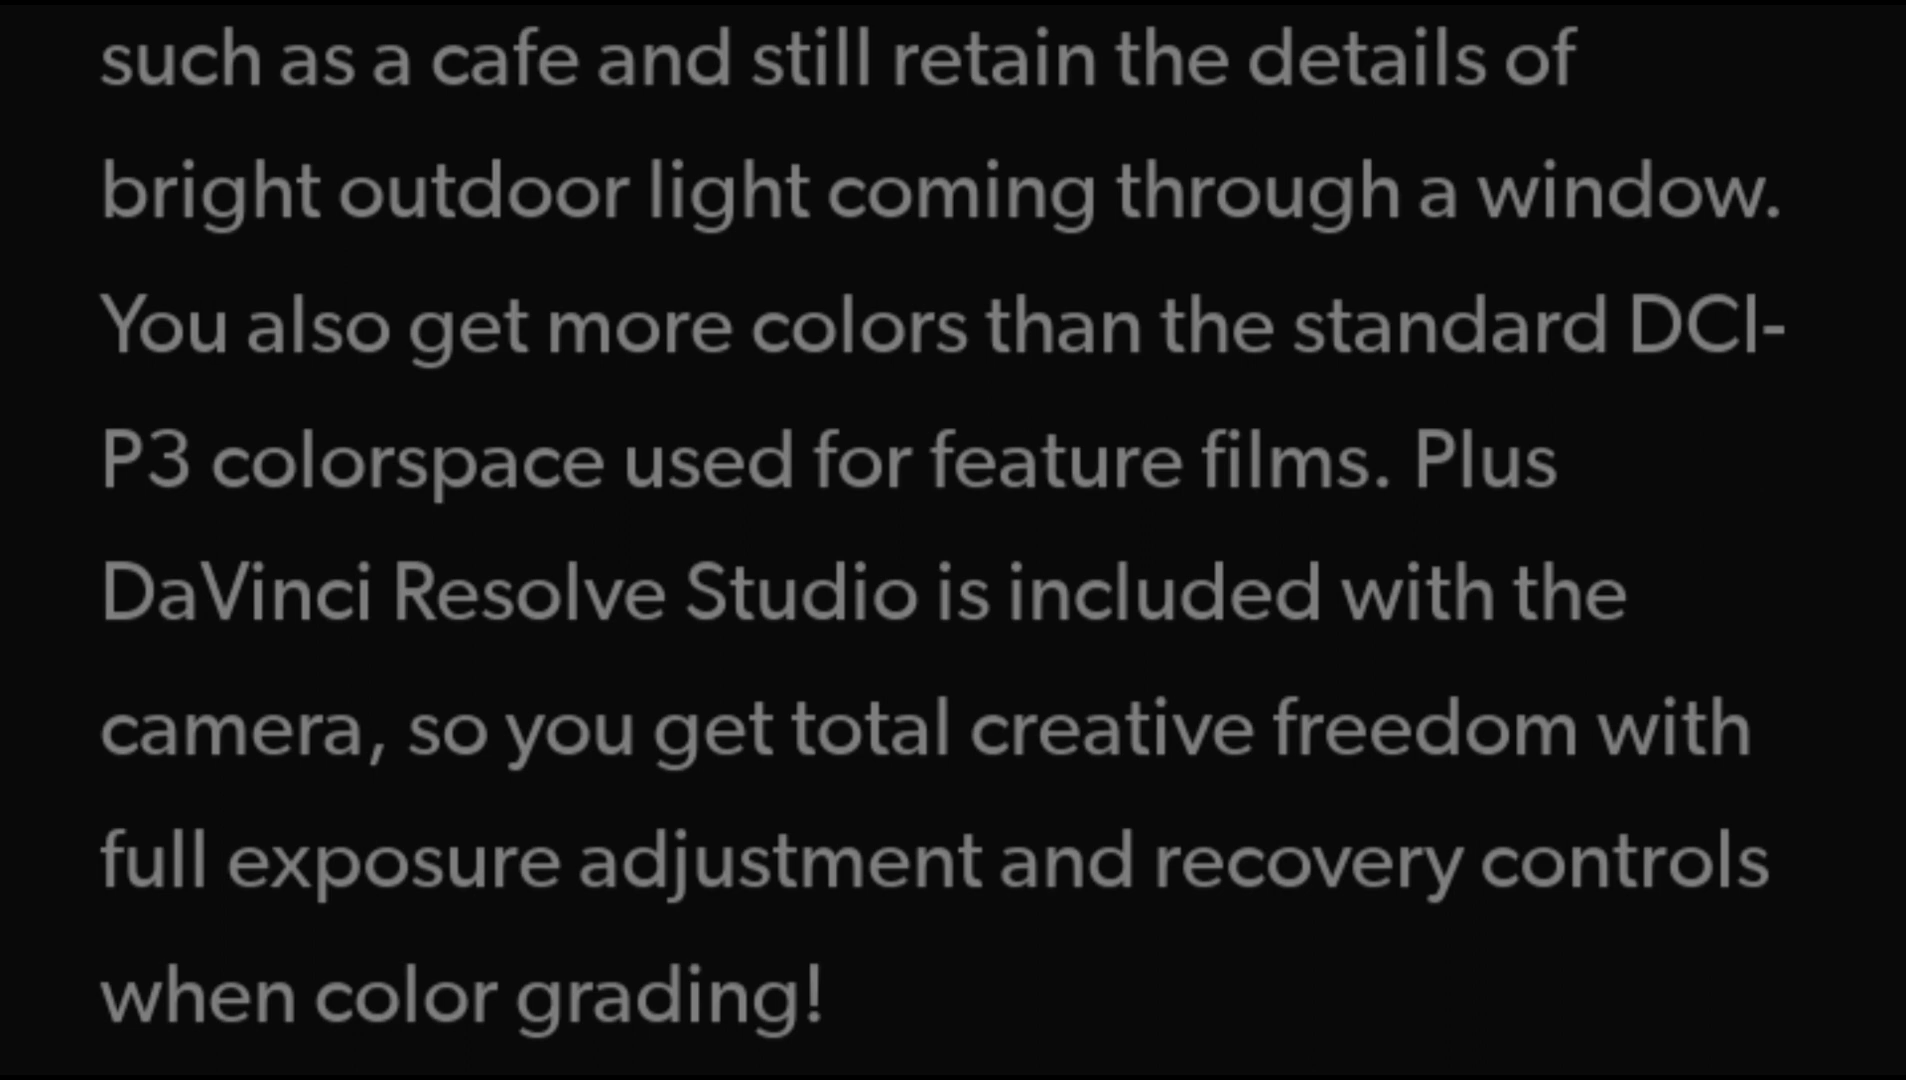 such as a cafe and still retain the details of
bright outdoor light coming through a window.
You also get more colors than the standard DCI-
P3 colorspace used for feature films. Plus
DaVinci Resolve Studio is included with the
camera, so you get total creative freedom with
full exposure adjustment and recovery controls
when color grading!